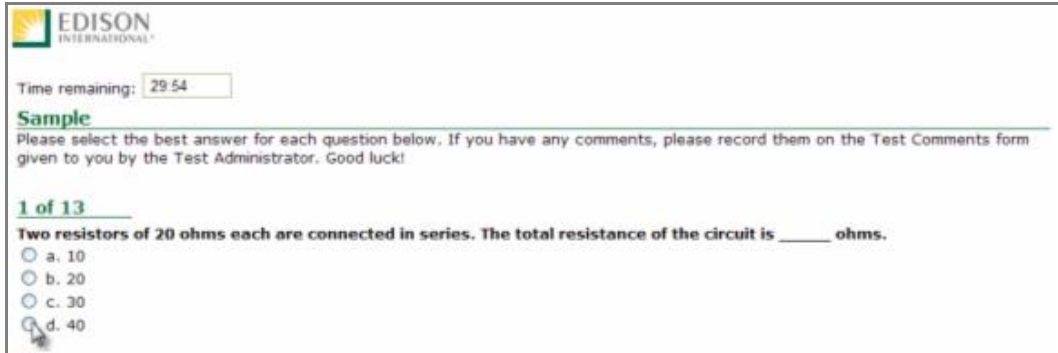 EDISON
INTERNATIONAL®
Time remaining: 29:54
Sample
Please select the best answer for each question below. If you have any comments, please record them on the Test Comments form
given to you by the Test Administrator. Good luck!
1 of 13
Two resistors of 20 ohms each are connected in series. The total resistance of the circuit is _____ ohms.
a. 10
b. 20
c. 30
d. 40